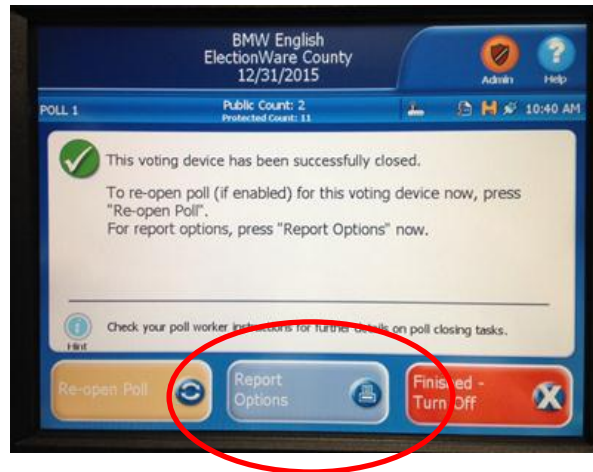 BMW English
ElectionWare County
12/31/2015
Admin
Help
POLL 1
Public Count: 2
Protected Count: 11
10:40 AM
This voting device has been successfully closed.
To re-open poll (if enabled) for this voting device now, press
"Re-open Poll".
For report options, press "Report Options" now.
Check your poll worker instructions for further details on poll closing tasks.
Hint
Re-open Poll
Report
Options
Finished -
Turn Off